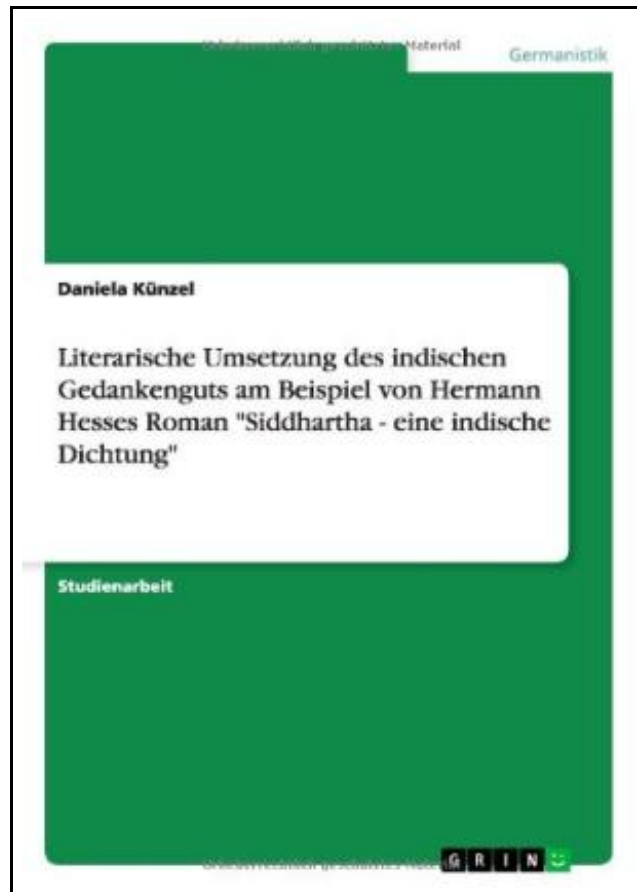 Material
Germanistik
Daniela Künzel
Literarische Umsetzung des indischen
Gedankenguts am Beispiel von Hermann
Hesses Roman "Siddhartha - eine indische
Dichtung"
Studienarbeit
GRIN